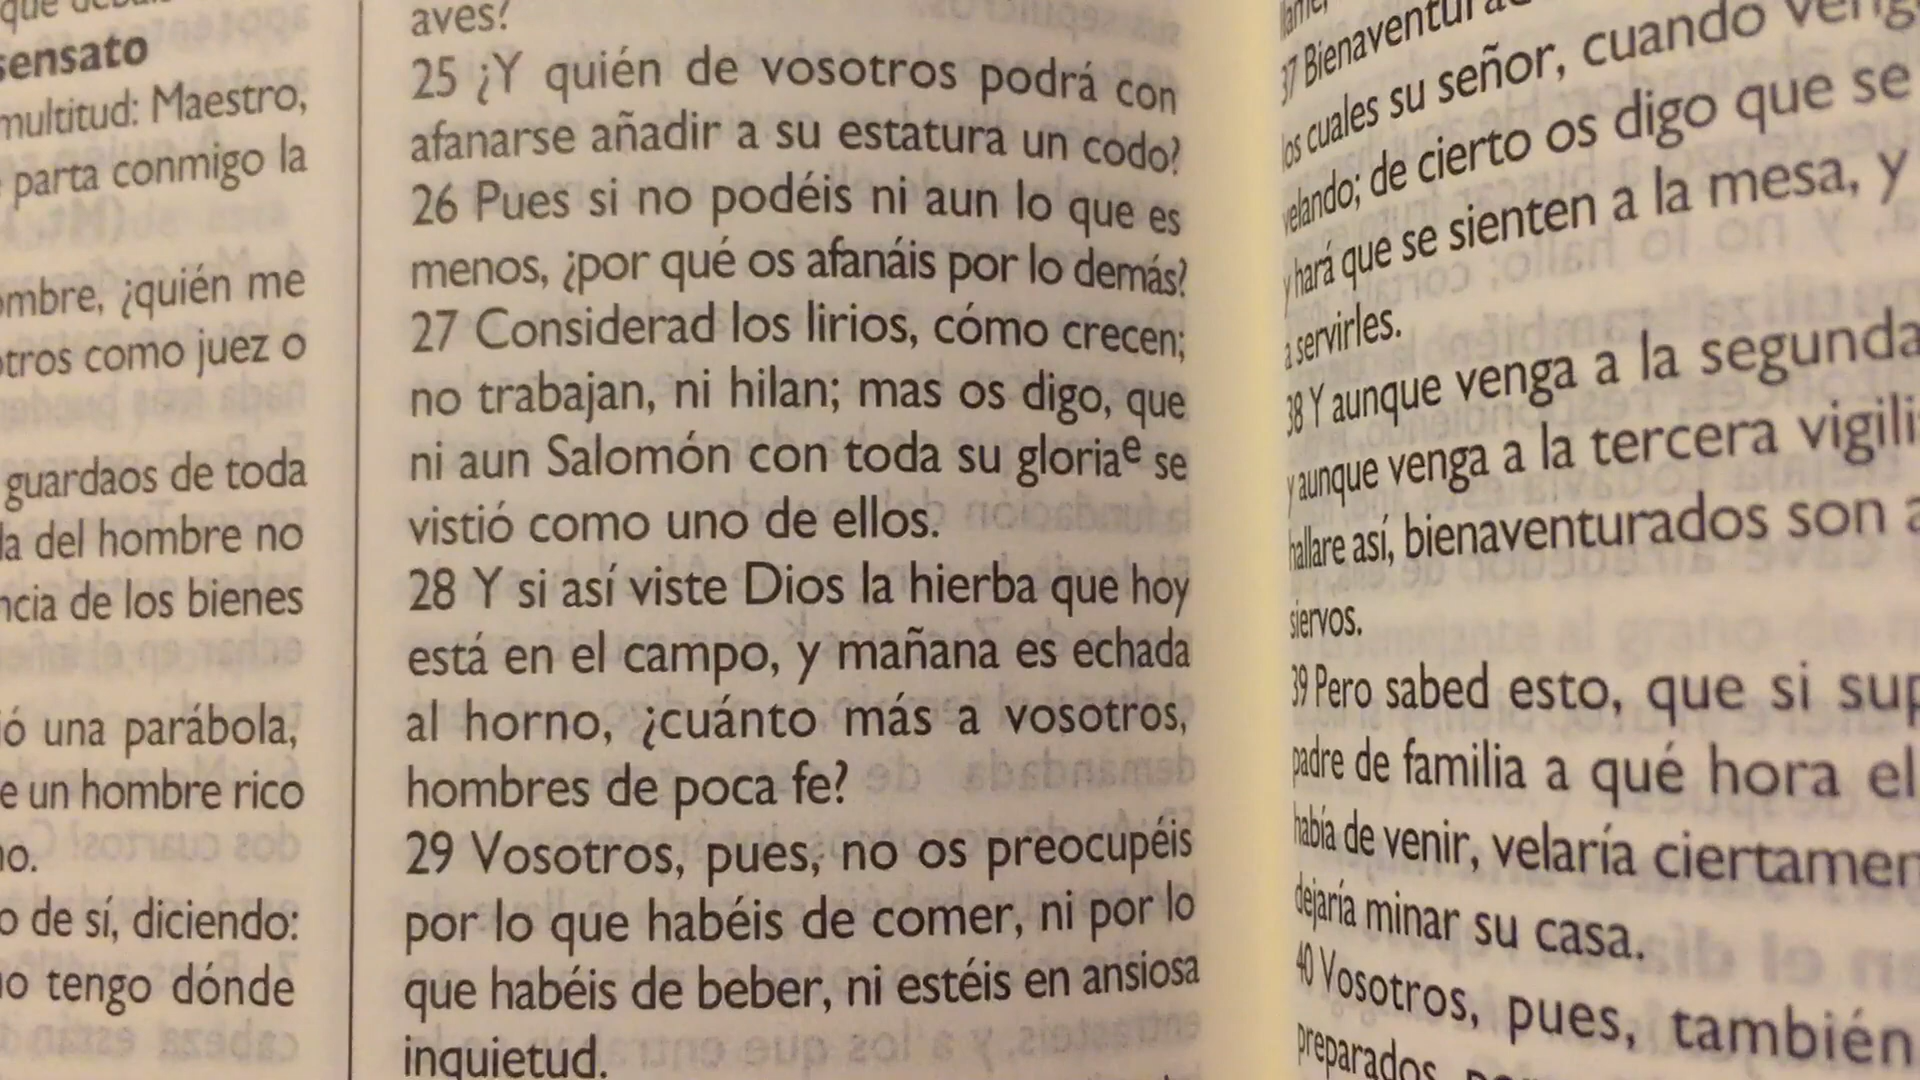 sensato
multitud: Maestro,
parta conmigo la
¿quién me
como juez o
guardaos de toda
del hombre no
de los bienes
una parábola,
un hombre rico
de sí, diciendo:
tengo dónde
aves?
25 ¿Y quién de vosotros podrá con
afanarse añadir a su estatura un codo?
26 Pues si no podéis ni aun lo que es
menos, ¿por qué os afanáis por lo demás?
27 Considerad los lirios, cómo crecen;
no trabajan, ni hilan; mas os digo, que
ni aun Salomón con toda su gloriaᵉ se
vistió como uno de ellos.
28 Y si así viste Dios la hierba que hoy
está en el campo, y mañana es echada
al horno, ¿cuánto más a vosotros,
hombres de poca fe?
29 Vosotros, pues, no os preocupéis
por lo que habéis de comer, ni por lo
que habéis de beber, ni estéis en ansiosa
inquietud.
37
los cuales su señor, cuando
velando; de cierto os digo que se
y hará que se sienten a la mesa, y
a servirles.
38 Y aunque venga a la segunda
y aunque venga a la tercera
hallare así, bienaventurados son
siervos.
39 Pero sabed esto, que si
padre de familia a qué hora el
había de venir, velaría
dejaría minar su casa.
40 Vosotros, pues, también
preparados,